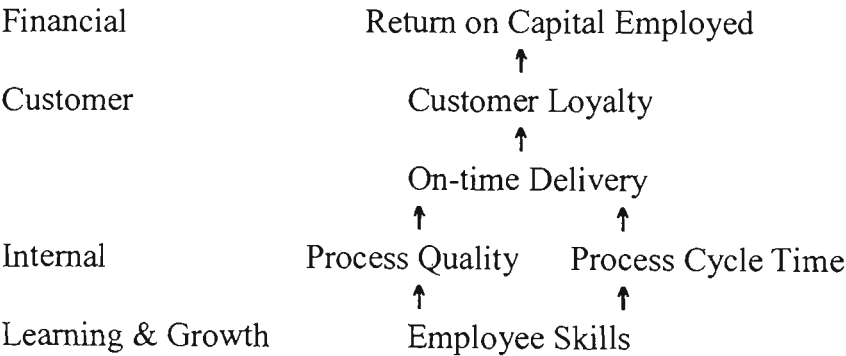 Financial Return on Capital Employed
Customer Customer Loyalty
On-time Delivery
Internal Process Quality Process Cycle Time
Learning & Growth Employee Skills